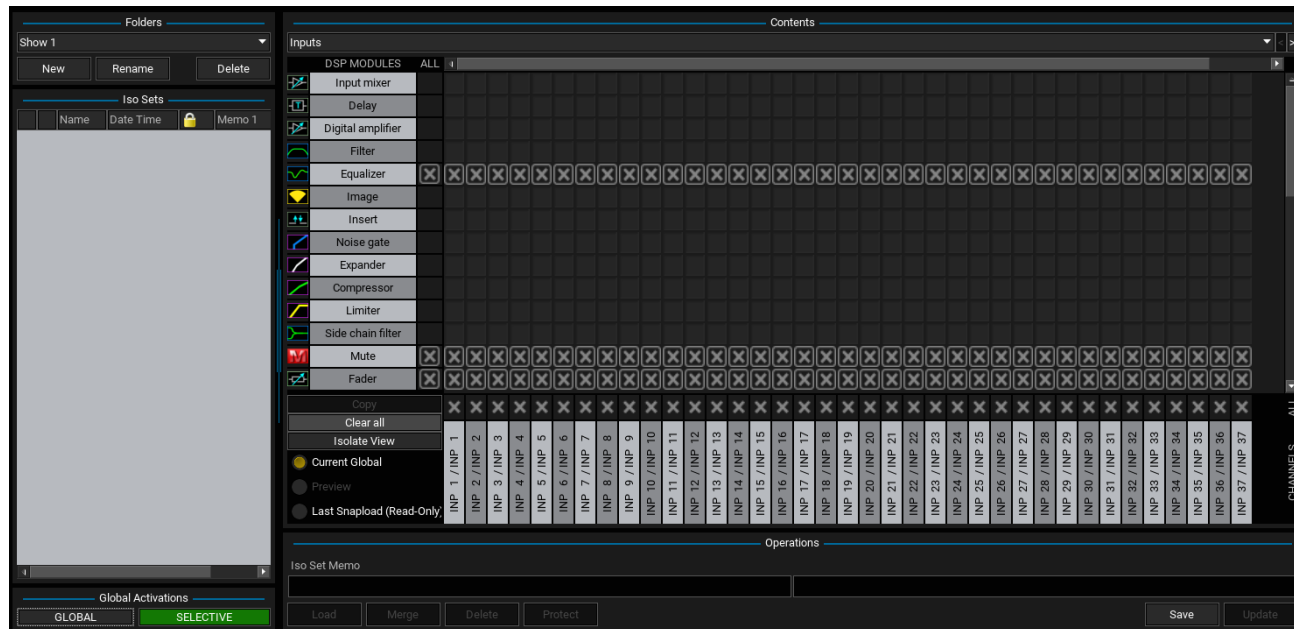 Folders
Show 1
New Rename Delete
Iso Sets
Name Date Time Memo 1
Global Activations
GLOBAL SELECTIVE
Contents
Inputs
< >
DSP MODULES ALL
Input mixer
Delay
Digital amplifier
Filter
Equalizer
Image
Insert
Noise gate
Expander
Compressor
Limiter
Side chain filter
M Mute
Fader
Copy
Clear all
Isolate View
Current Global
Preview
Last Snapload (Read-Only)
INP 1 / INP 1
INP 2 / INP 2
INP 3 / INP 3
INP 4 / INP 4
INP 5 / INP 5
INP 6 / INP 6
INP 7 / INP 7
INP 8 / INP 8
INP 9 / INP 9
INP 10 / INP 10
INP 11 / INP 11
INP 12 / INP 12
INP 13 / INP 13
INP 14 / INP 14
INP 15 / INP 15
INP 16 / INP 16
INP 17 / INP 17
INP 18 / INP 18
INP 19 / INP 19
INP 20 / INP 20
INP 21 / INP 21
INP 22 / INP 22
INP 23 / INP 23
INP 24 / INP 24
INP 25 / INP 25
INP 26 / INP 26
INP 27 / INP 27
INP 28 / INP 28
INP 29 / INP 29
INP 30 / INP 30
INP 31 / INP 31
INP 32 / INP 32
INP 33 / INP 33
INP 34 / INP 34
INP 35 / INP 35
INP 36 / INP 36
INP 37 / INP 37
CHANNELS ALL
Operations
Iso Set Memo
Load Merge Delete Protect Save Update